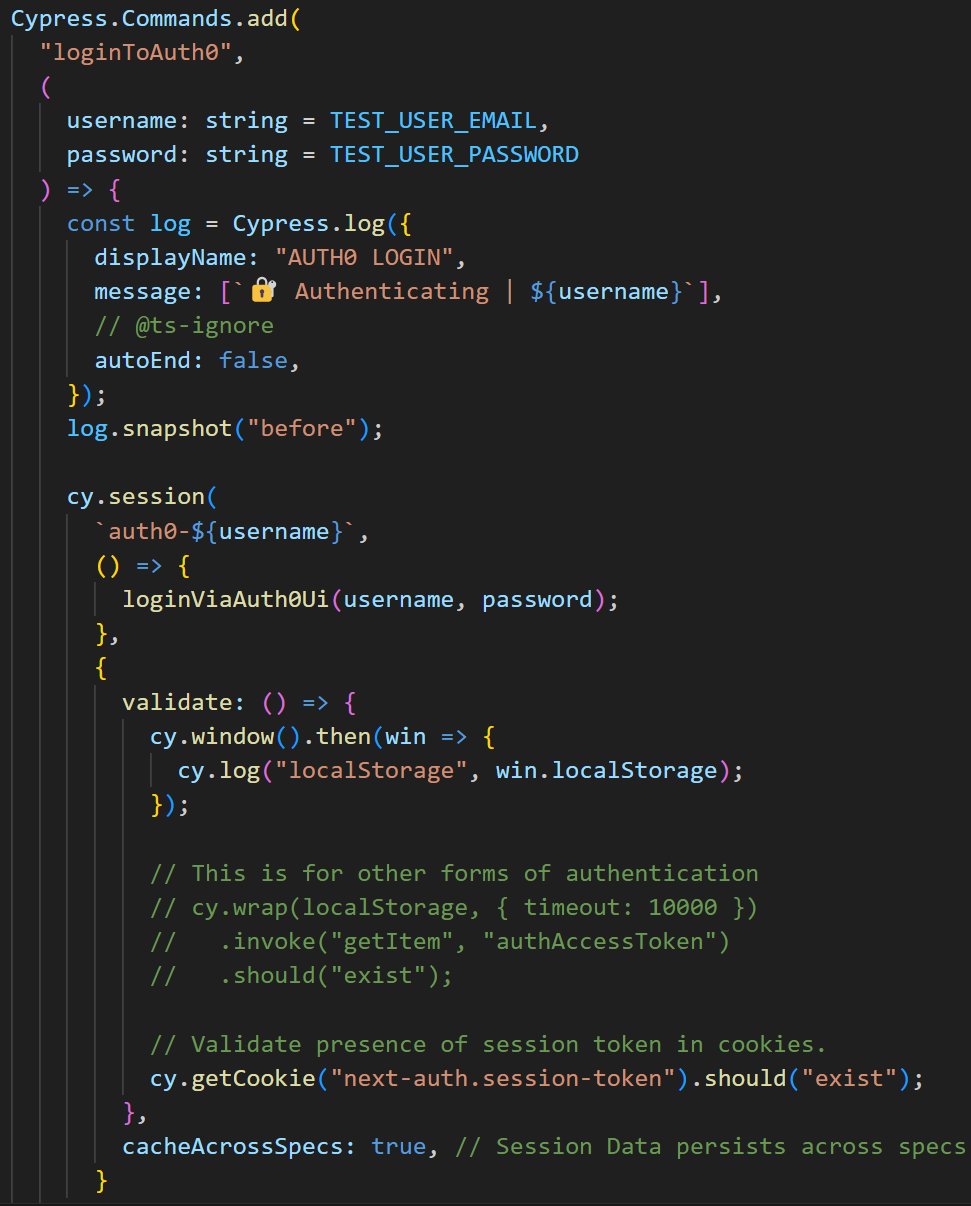 Cypress.Commands.add(
  "loginToAuth0",
  (
    username: string = TEST_USER_EMAIL,
    password: string = TEST_USER_PASSWORD
  ) => {
    const log = Cypress.log({
      displayName: "AUTH0 LOGIN",
      message: [`🔐 Authenticating | ${username}`],
      // @ts-ignore
      autoEnd: false,
    });
    log.snapshot("before");

    cy.session(
      `auth0-${username}`,
      () => {
        loginViaAuth0Ui(username, password);
      },
      {
        validate: () => {
          cy.window().then(win => {
            cy.log("localStorage", win.localStorage);
          });

          // This is for other forms of authentication
          // cy.wrap(localStorage, { timeout: 10000 })
          //   .invoke("getItem", "authAccessToken")
          //   .should("exist");

          // Validate presence of session token in cookies.
          cy.getCookie("next-auth.session-token").should("exist");
        },
        cacheAcrossSpecs: true, // Session Data persists across specs
      }